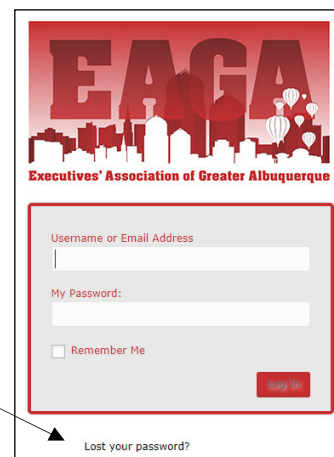 EAGA
Executives' Association of Greater Albuquerque
Username or Email Address
My Password:
Remember Me
Log In
Lost your password?